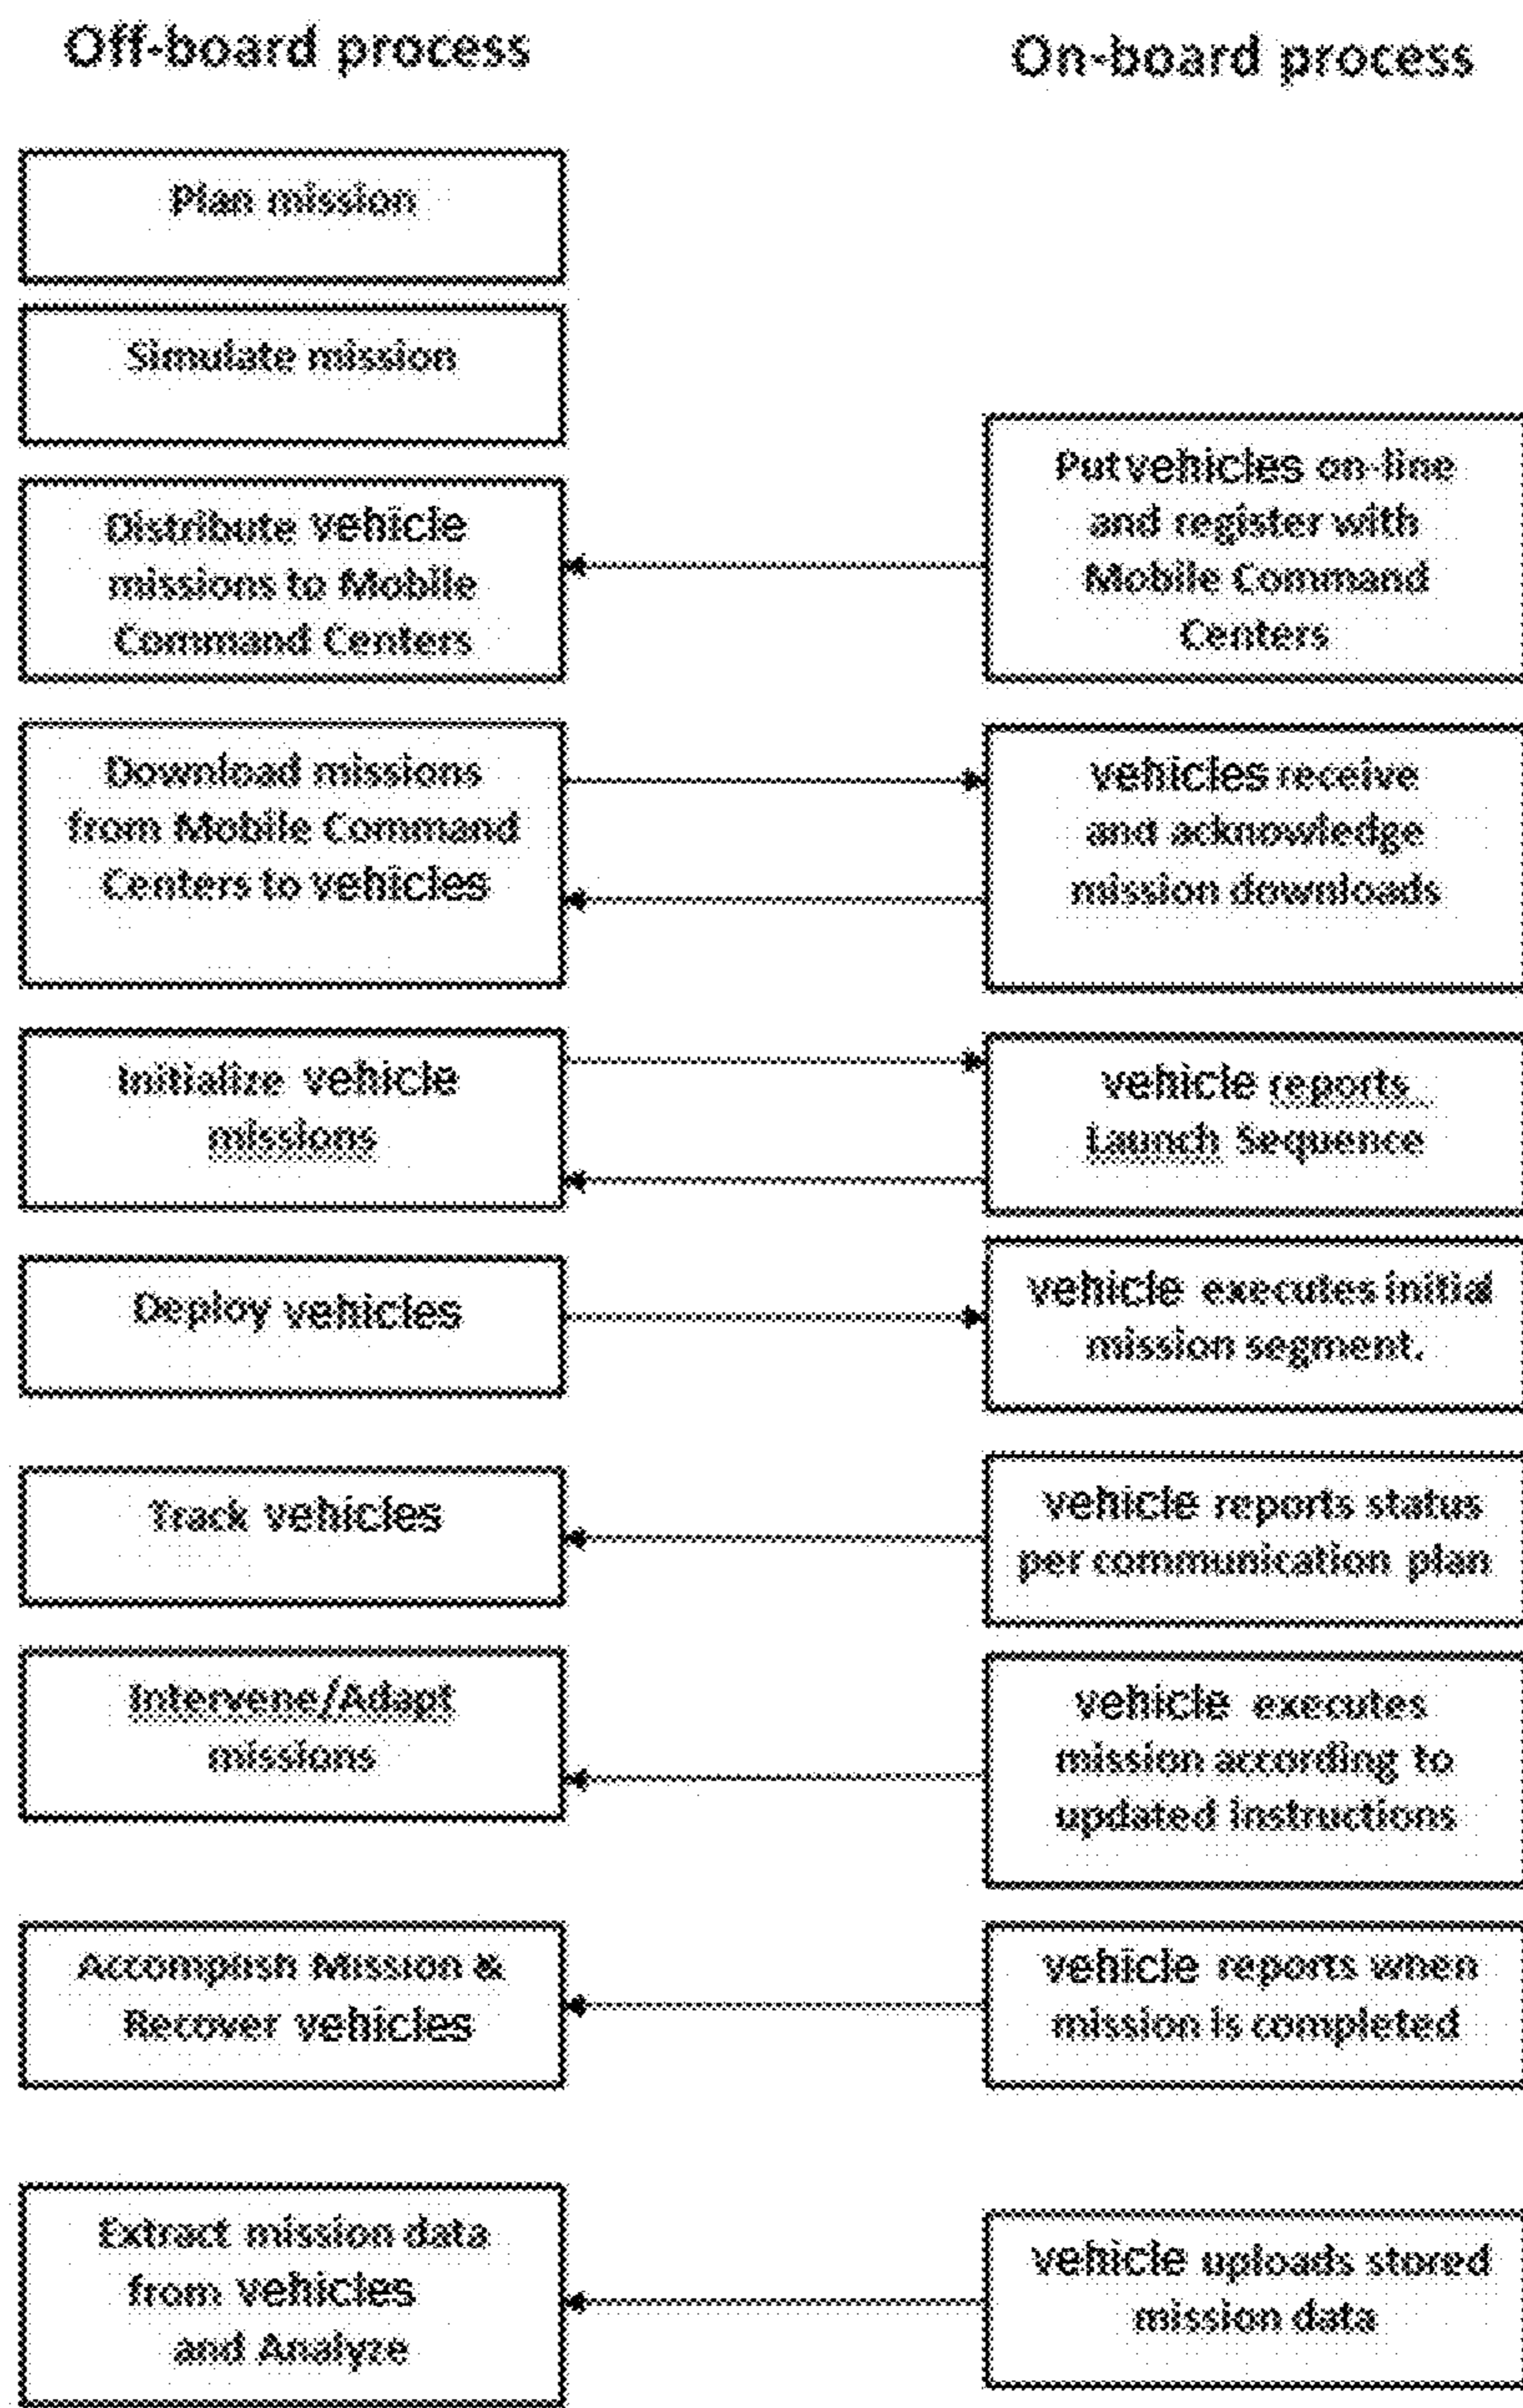 Off-board process
On-board process
Plan mission
Simulate mission
Distribute vehicle
missions to Mobile
Command Centers
Put vehicles on-line
and register with
Mobile Command
Centers
Download missions
from Mobile Command
Centers to vehicles
vehicles receive
and acknowledge
mission downloads
Initialize vehicle
missions
vehicle reports
Launch Sequence
Deploy vehicles
vehicle executes initial
mission segment.
Track vehicles
vehicle reports status
per communication plan
Intervene/Adapt
missions
vehicle executes
mission according to
updated instructions
Accomplish Mission &
Recover vehicles
vehicle reports when
mission is completed
Extract mission data
from vehicles
and Analyze
vehicle uploads stored
mission data